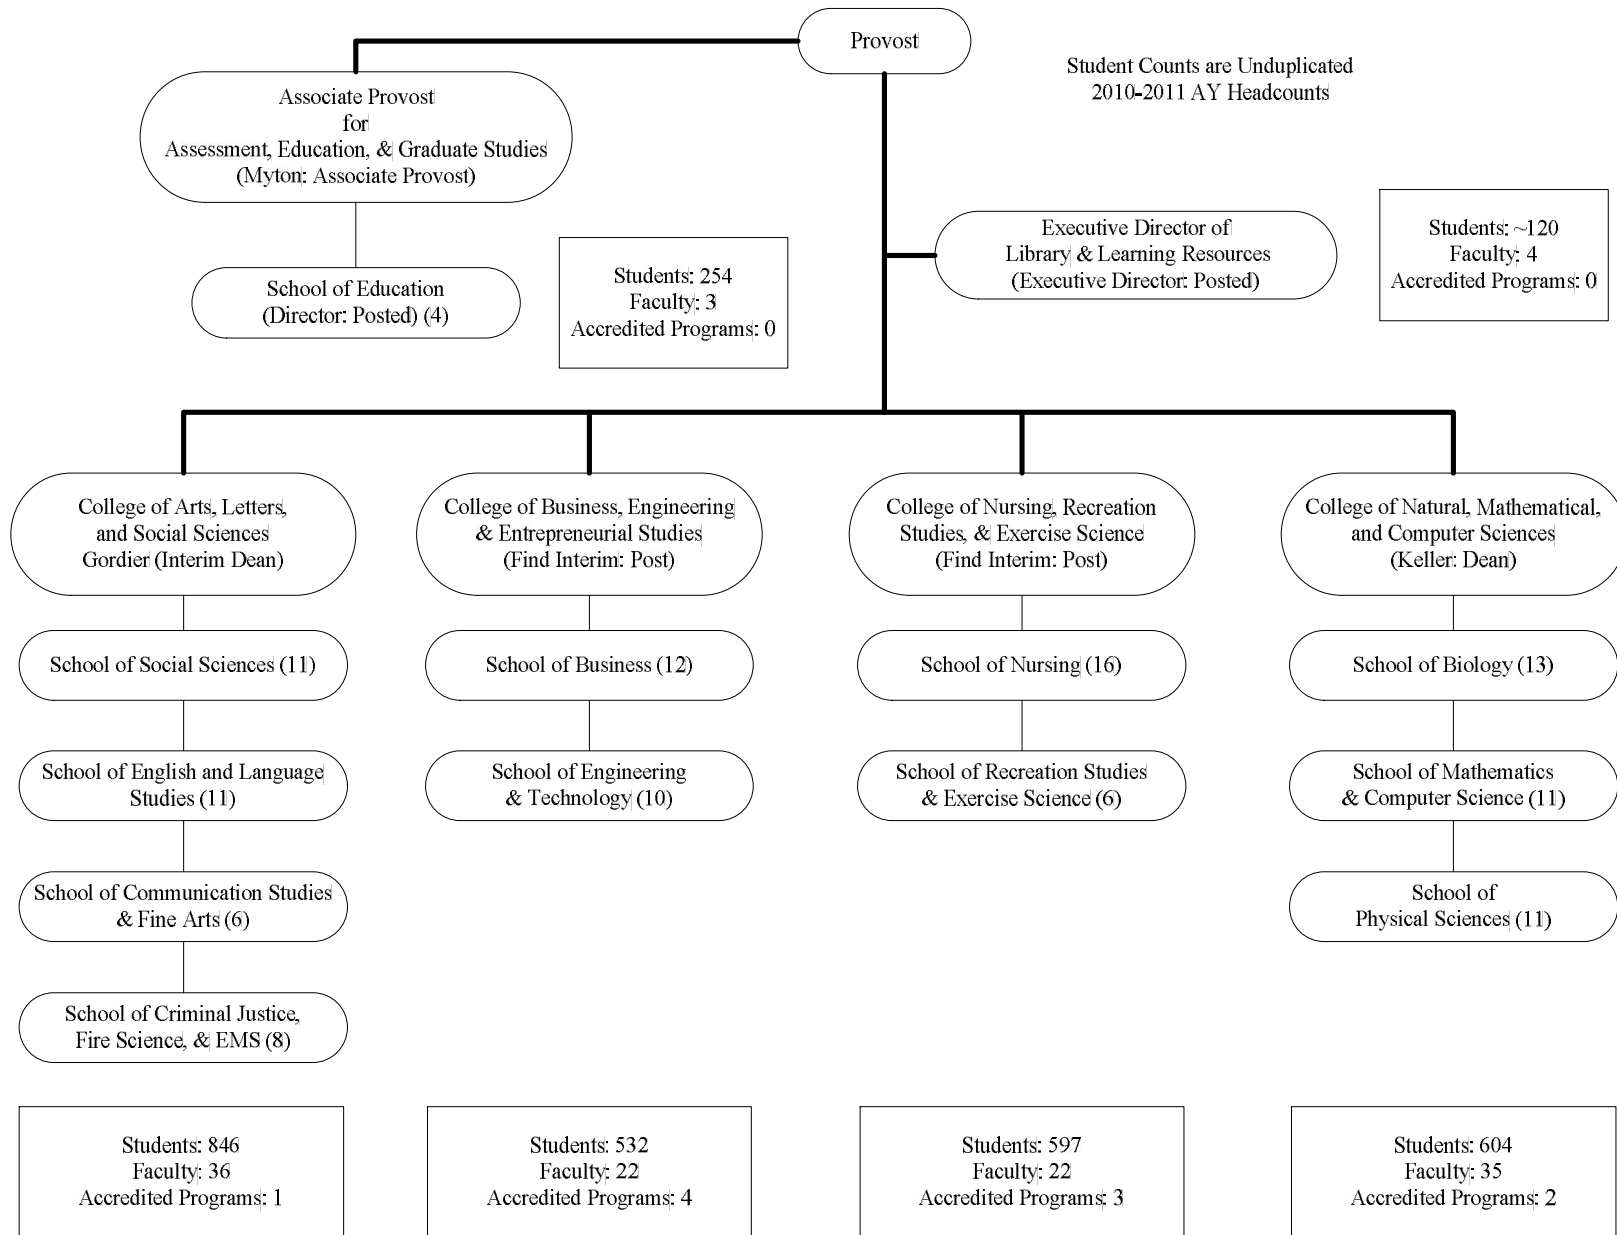 Provost
Student Counts are Unduplicated
2010-2011 AY Headcounts
Associate Provost
for
Assessment, Education, & Graduate Studies
(Myton: Associate Provost)
School of Education
(Director: Posted) (4)
Students: 254
Faculty: 3
Accredited Programs: 0
Executive Director of
Library & Learning Resources
(Executive Director: Posted)
Students: ~120
Faculty: 4
Accredited Programs: 0
College of Arts, Letters,
and Social Sciences
Gordier (Interim Dean)
School of Social Sciences (11)
School of English and Language
Studies (11)
School of Communication Studies
& Fine Arts (6)
School of Criminal Justice,
Fire Science, & EMS (8)
Students: 846
Faculty: 36
Accredited Programs: 1
College of Business, Engineering
& Entrepreneurial Studies
(Find Interim: Post)
School of Business (12)
School of Engineering
& Technology (10)
Students: 532
Faculty: 22
Accredited Programs: 4
College of Nursing, Recreation
Studies, & Exercise Science
(Find Interim: Post)
School of Nursing (16)
School of Recreation Studies
& Exercise Science (6)
Students: 597
Faculty: 22
Accredited Programs: 3
College of Natural, Mathematical,
and Computer Sciences
(Keller: Dean)
School of Biology (13)
School of Mathematics
& Computer Science (11)
School of
Physical Sciences (11)
Students: 604
Faculty: 35
Accredited Programs: 2